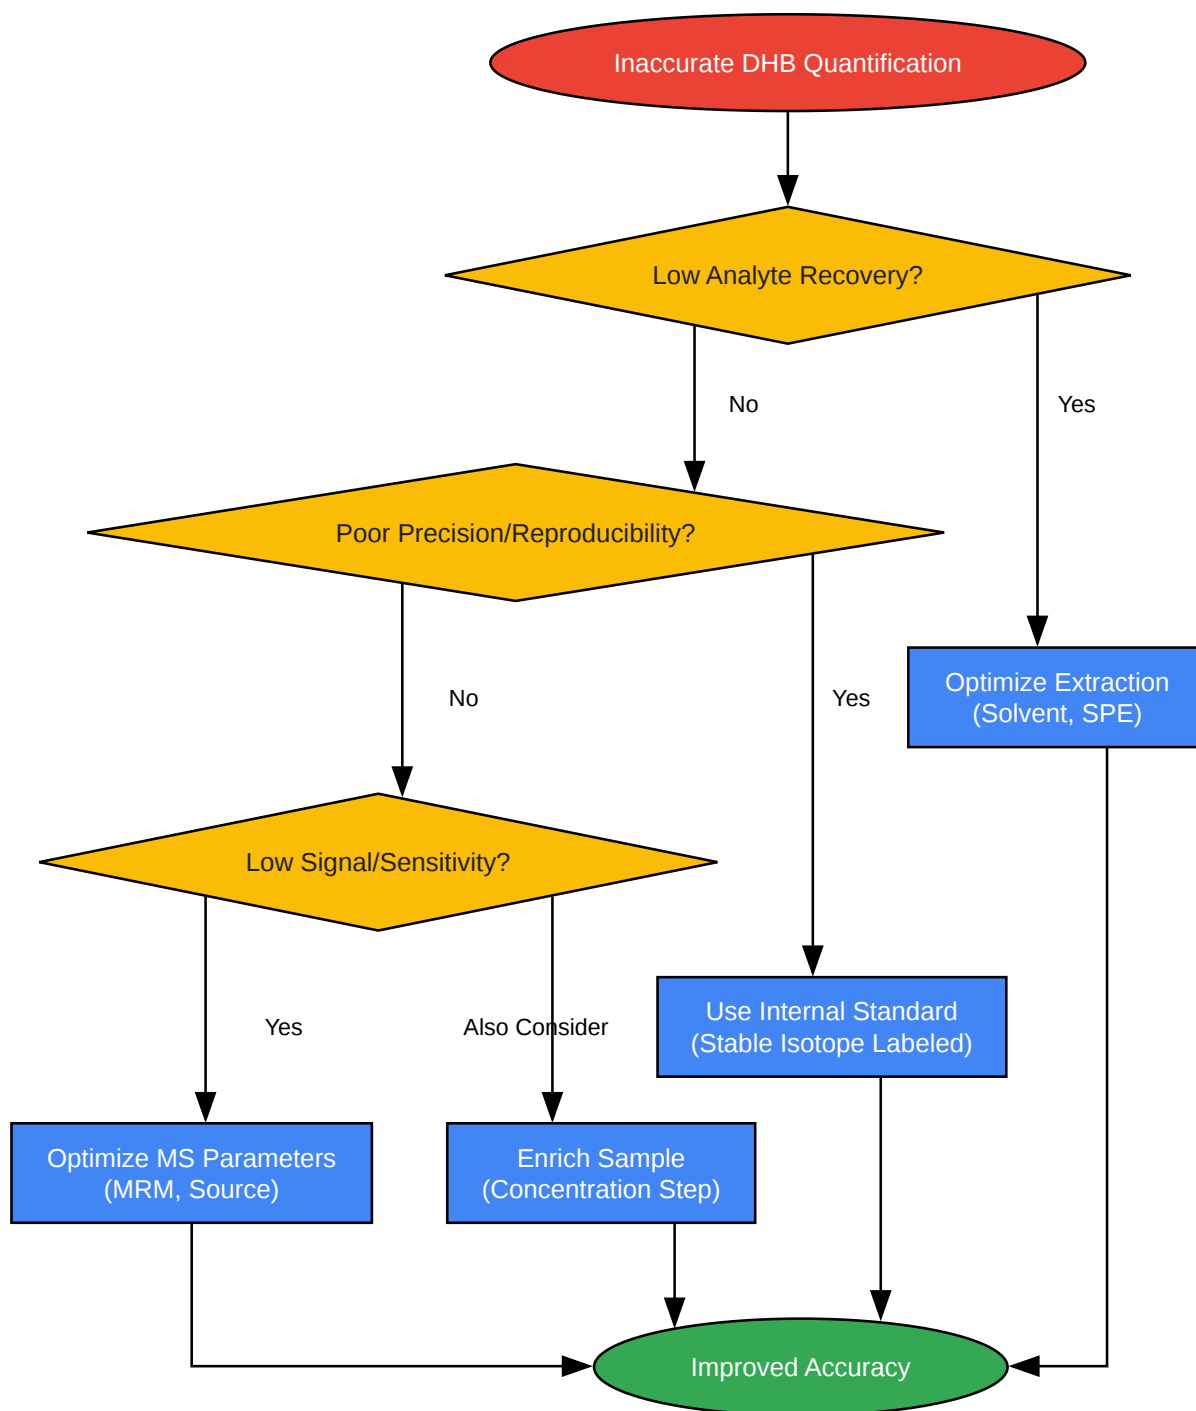 Inaccurate DHB Quantification
Low Analyte Recovery?
No
Yes
Poor Precision/Reproducibility?
No
Yes
Optimize Extraction
(Solvent, SPE)
Low Signal/Sensitivity?
Yes
Also Consider
Use Internal Standard
(Stable Isotope Labeled)
Optimize MS Parameters
(MRM, Source)
Enrich Sample
(Concentration Step)
Improved Accuracy